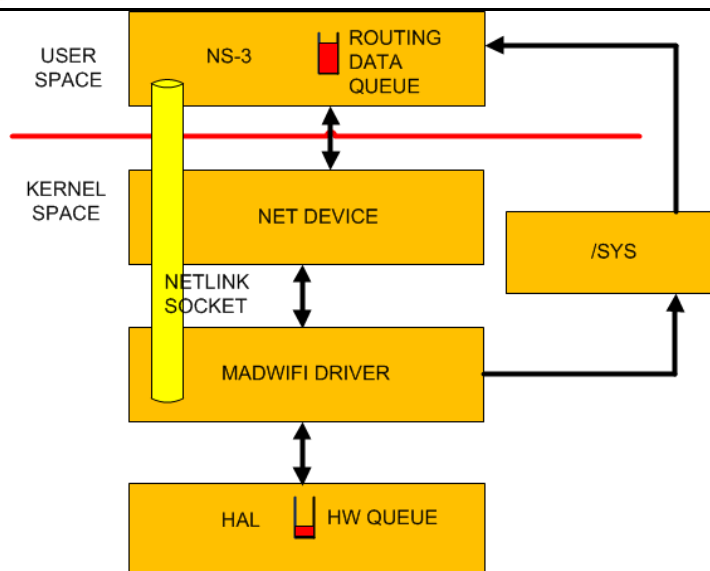 USER
SPACE
NS-3
ROUTING
DATA
QUEUE
KERNEL
SPACE
NET DEVICE
/SYS
NETLINK
SOCKET
MADWIFI DRIVER
HAL
HW QUEUE